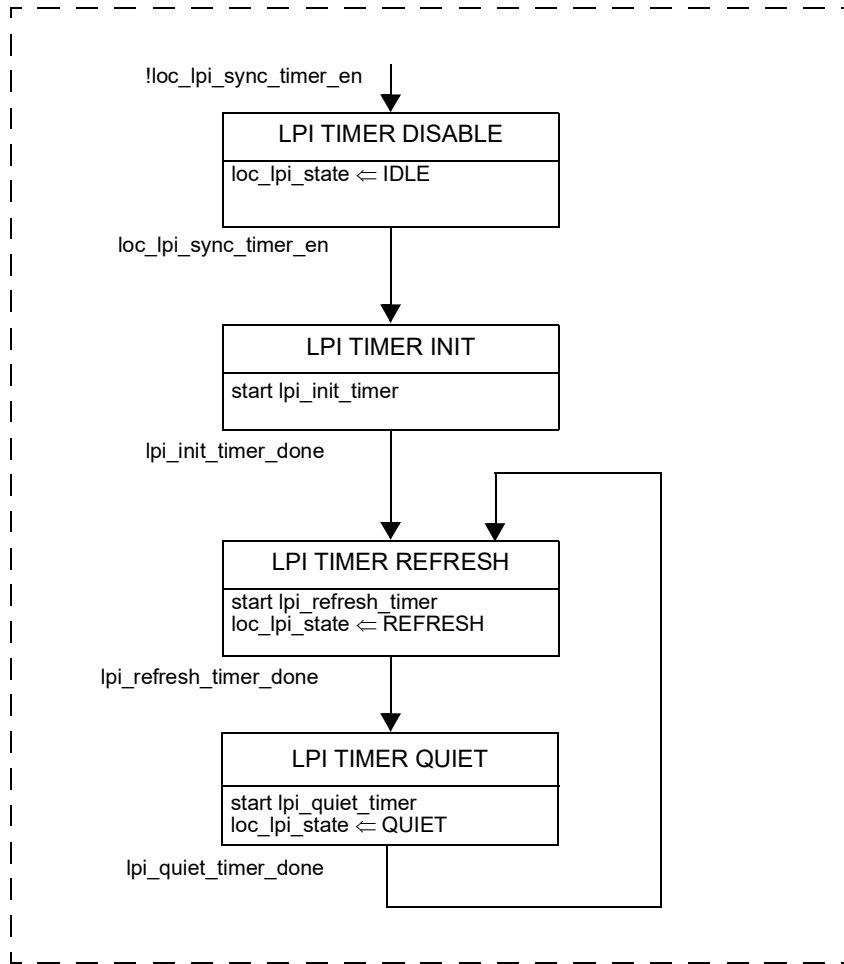 !loc_lpi_sync_timer_en
LPI TIMER DISABLE
loc_lpi_state ⇐ IDLE
loc_lpi_sync_timer_en
LPI TIMER INIT
start lpi_init_timer
lpi_init_timer_done
LPI TIMER REFRESH
start lpi_refresh_timer
loc_lpi_state ⇐ REFRESH
lpi_refresh_timer_done
LPI TIMER QUIET
start lpi_quiet_timer
loc_lpi_state ⇐ QUIET
lpi_quiet_timer_done